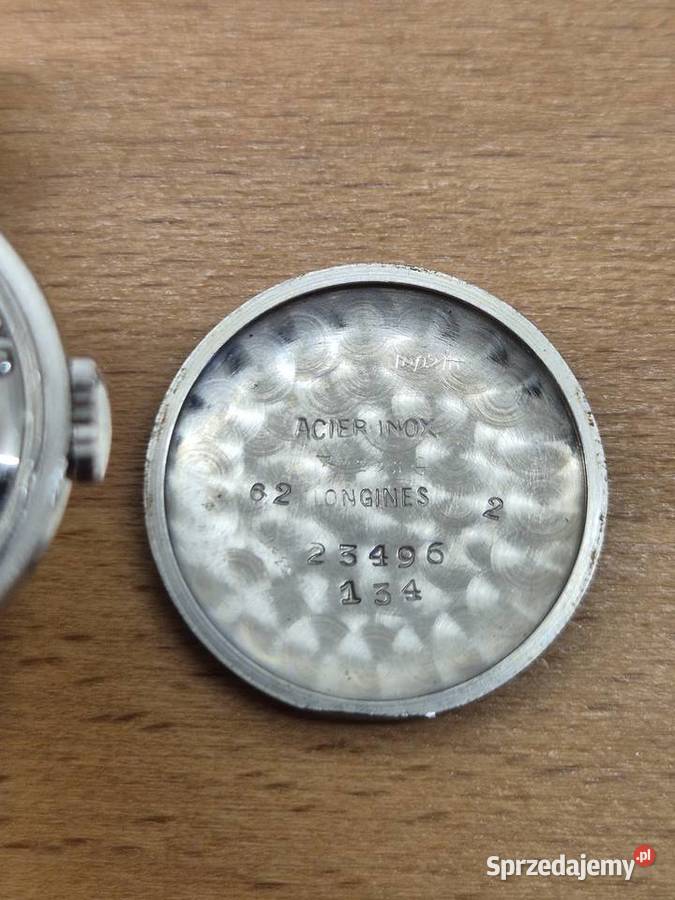 ACIER INOX
62 LONGINES 2
23496
134
Sprzedajemy.pl